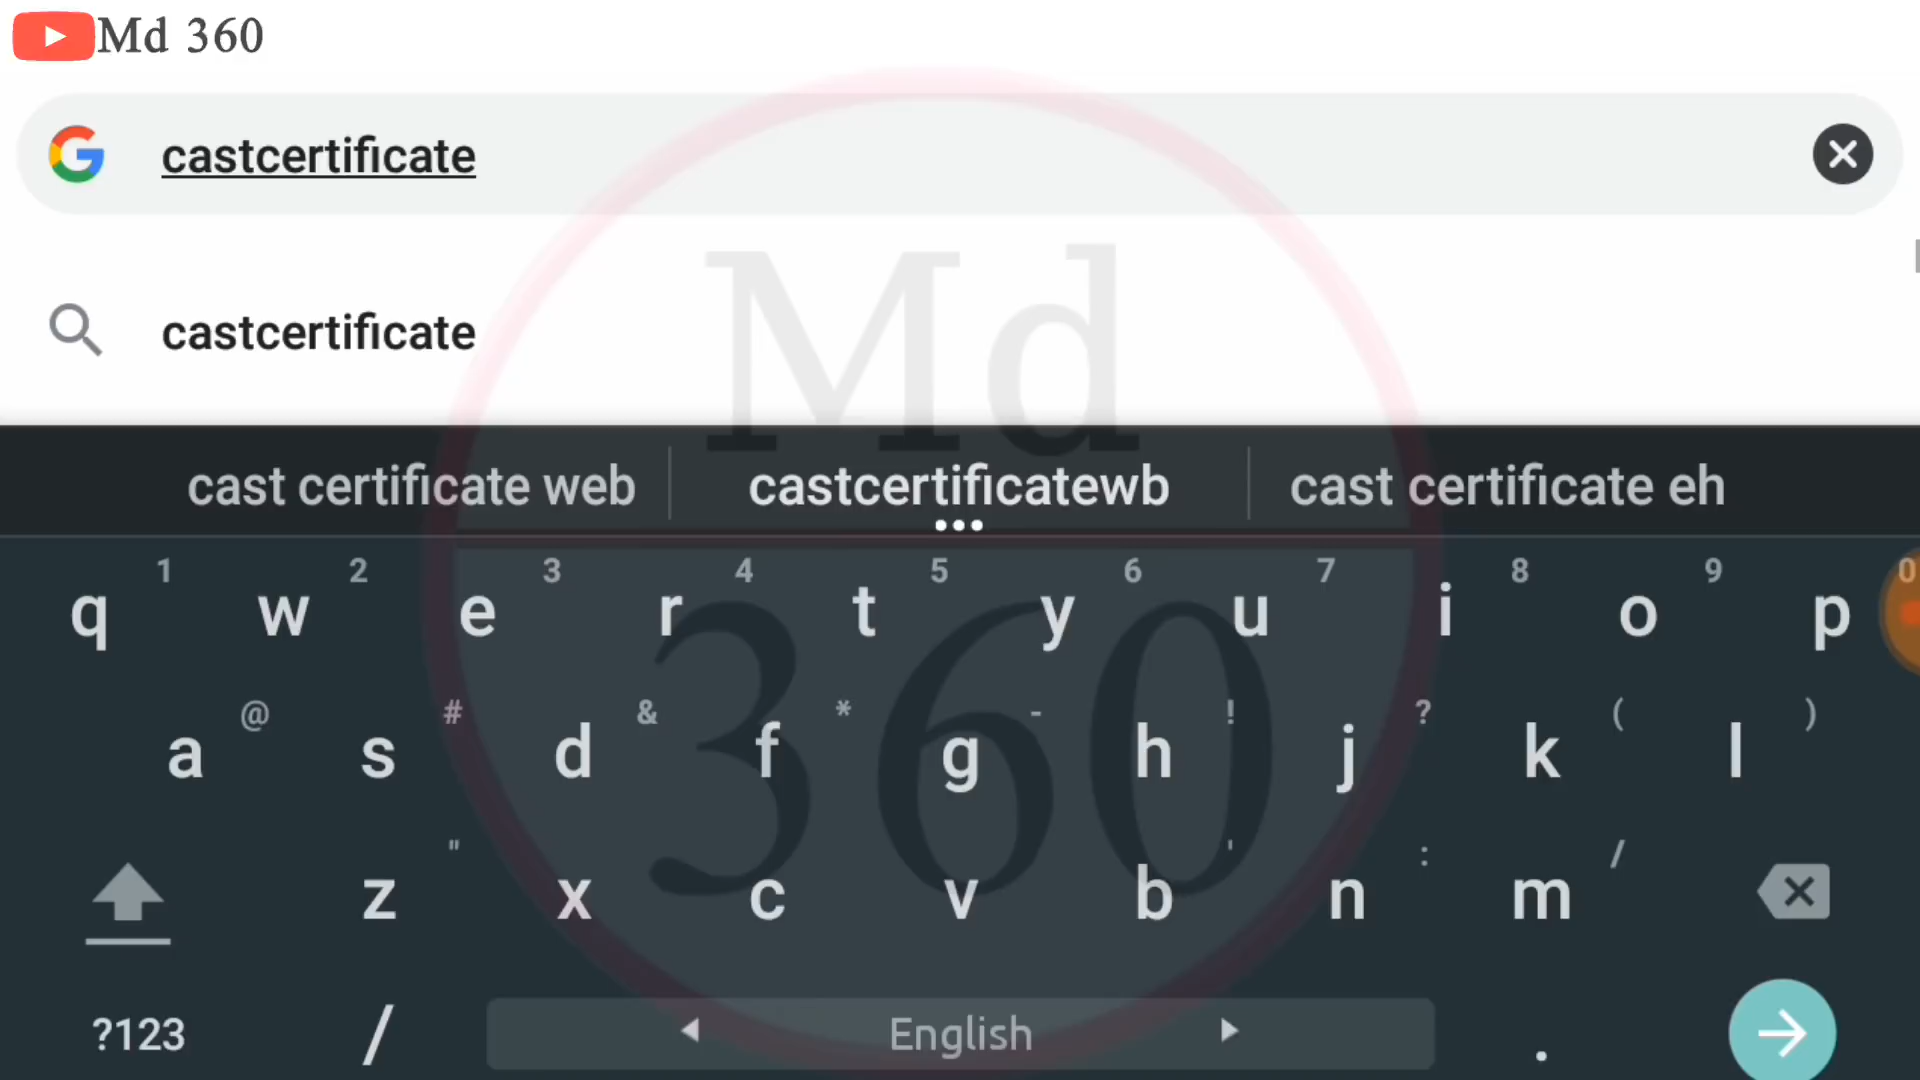 Md 360
castcertificate
castcertificate
Md
cast certificate web castcertificatewb cast certificate eh
1 2 3 4 5 6 7 8 9 0
q w e r t y u i o p
@ # & * - ! ? ( )
a s d f g h j k l
360
" ' : /
z x c v b n m
?123 / English .